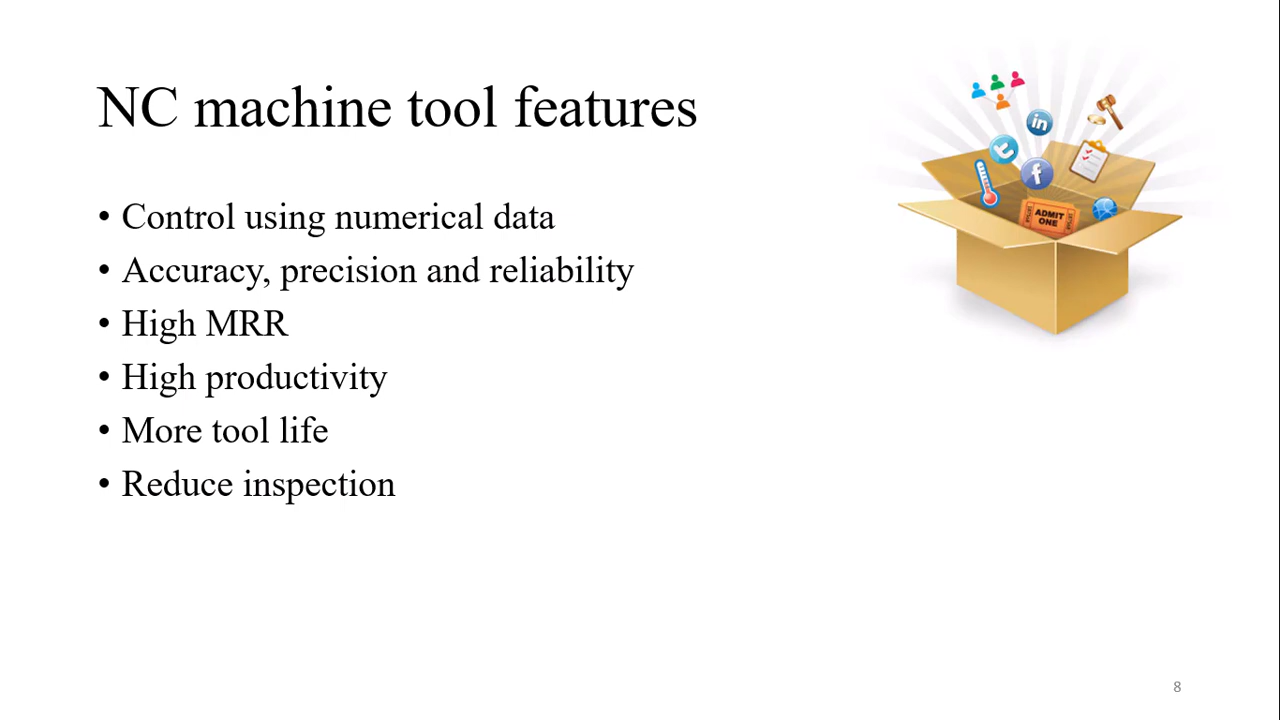 NC machine tool features
• Control using numerical data
• Accuracy, precision and reliability
• High MRR
• High productivity
• More tool life
• Reduce inspection
in
t
f
ADMIT
ONE
8